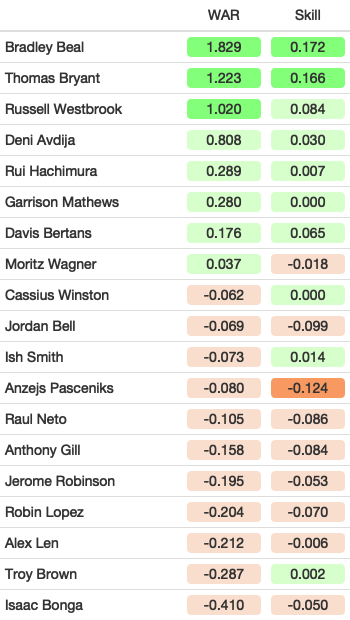 WAR Skill
Bradley Beal 1.829 0.172
Thomas Bryant 1.223 0.166
Russell Westbrook 1.020 0.084
Deni Avdija 0.808 0.030
Rui Hachimura 0.289 0.007
Garrison Mathews 0.280 0.000
Davis Bertans 0.176 0.065
Moritz Wagner 0.037 -0.018
Cassius Winston -0.062 0.000
Jordan Bell -0.069 -0.099
Ish Smith -0.073 0.014
Anzejs Pasceniks -0.080 -0.124
Raul Neto -0.105 -0.086
Anthony Gill -0.158 -0.084
Jerome Robinson -0.195 -0.053
Robin Lopez -0.204 -0.070
Alex Len -0.212 -0.006
Troy Brown -0.287 0.002
Isaac Bonga -0.410 -0.050